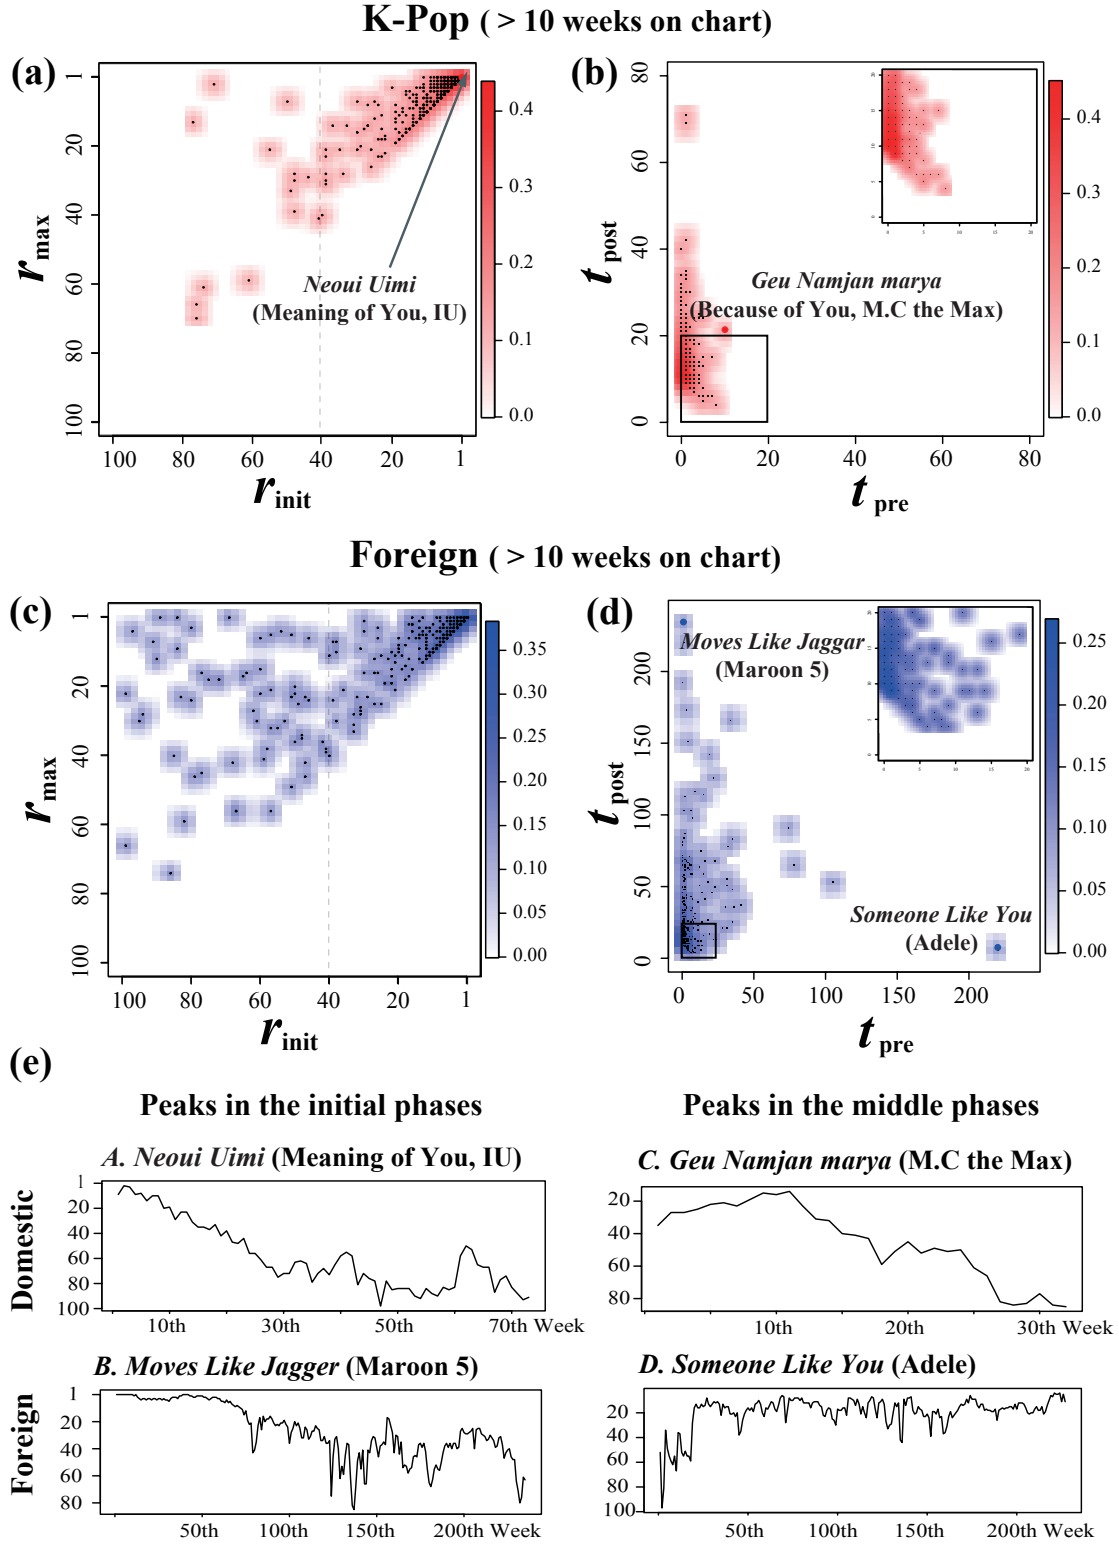 K-Pop ( > 10 weeks on chart)
(a)
1
20
40
60
80
100
r max
100
80
60
40
20
1
r init
Neoui Uimi
(Meaning of You, IU)
0.4
0.3
0.2
0.1
0.0
(b)
80
60
40
20
0
t post
0
20
40
60
80
t pre
Geu Namjan marya
(Because of You, M.C the Max)
0.4
0.3
0.2
0.1
0.0
Foreign ( > 10 weeks on chart)
(c)
1
20
40
60
80
100
r max
100
80
60
40
20
1
r init
0.35
0.30
0.25
0.20
0.15
0.10
0.05
0.00
(d)
200
150
100
50
0
t post
0
50
100
150
200
t pre
Moves Like Jaggar
(Maroon 5)
Someone Like You
(Adele)
0.25
0.20
0.15
0.10
0.05
0.00
(e)
Peaks in the initial phases
Peaks in the middle phases
Domestic
A. Neoui Uimi (Meaning of You, IU)
1
20
40
60
80
100
10th
30th
50th
70th Week
C. Geu Namjan marya (M.C the Max)
20
40
60
80
10th
20th
30th Week
Foreign
B. Moves Like Jagger (Maroon 5)
1
20
40
60
80
50th
100th
150th
200th Week
D. Someone Like You (Adele)
20
40
60
80
100
50th
100th
150th
200th Week